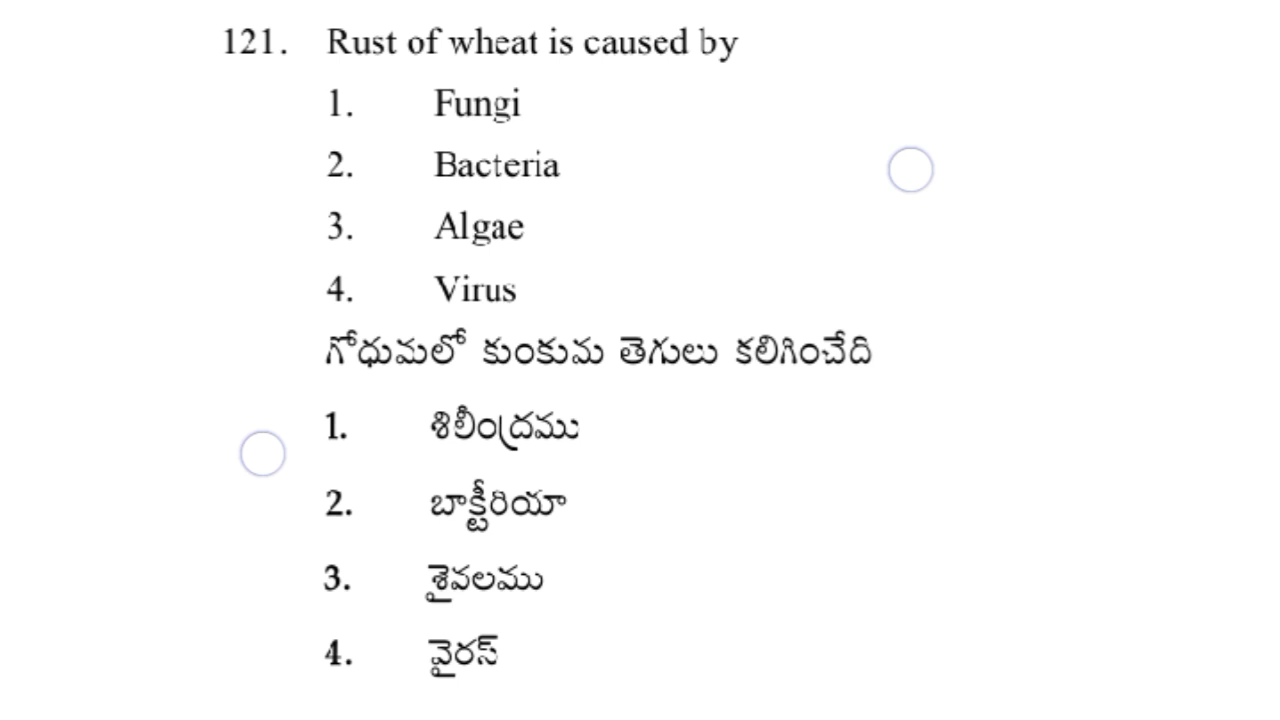 121. Rust of wheat is caused by
1. Fungi
2. Bacteria
3. Algae
4. Virus
గోధుమలో కుంకుమ తెగులు కలిగించేది
1. శిలీంద్రము
2. బాక్టీరియా
3. శైవలము
4. వైరస్